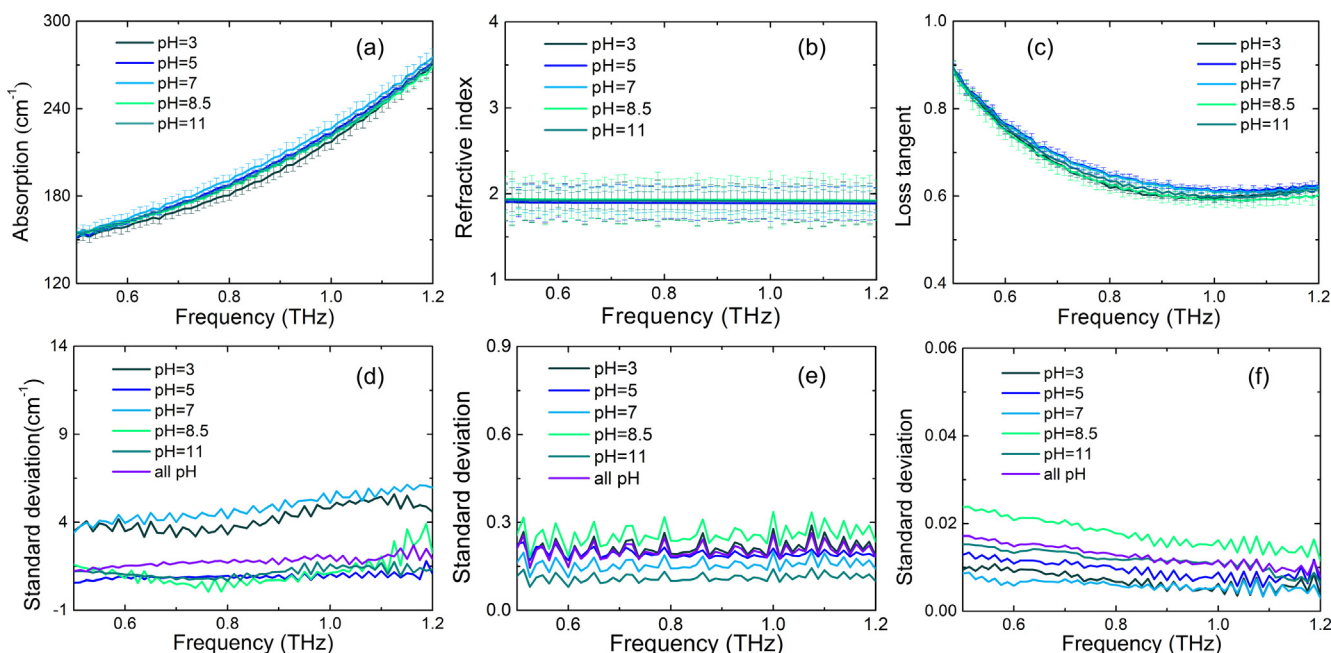 Absorption (cm⁻¹)
300
240
180
120
pH=3
pH=5
pH=7
pH=8.5
pH=11
(a)
0.6 0.8 1.0 1.2
Frequency (THz)
Refractive index
4
3
2
1
pH=3
pH=5
pH=7
pH=8.5
pH=11
(b)
0.6 0.8 1.0 1.2
Frequency (THz)
Loss tangent
1.0
0.8
0.6
0.4
(c)
pH=3
pH=5
pH=7
pH=8.5
pH=11
0.6 0.8 1.0 1.2
Frequency (THz)
Standard deviation(cm⁻¹)
14
9
4
-1
pH=3
pH=5
pH=7
pH=8.5
pH=11
all pH
(d)
0.6 0.8 1.0 1.2
Frequency (THz)
Standard deviation
0.9
0.6
0.3
0.0
pH=3
pH=5
pH=7
pH=8.5
pH=11
all pH
(e)
0.6 0.8 1.0 1.2
Frequency (THz)
Standard deviation
0.06
0.04
0.02
0.00
pH=3
pH=5
pH=7
pH=8.5
pH=11
all pH
(f)
0.6 0.8 1.0 1.2
Frequency (THz)